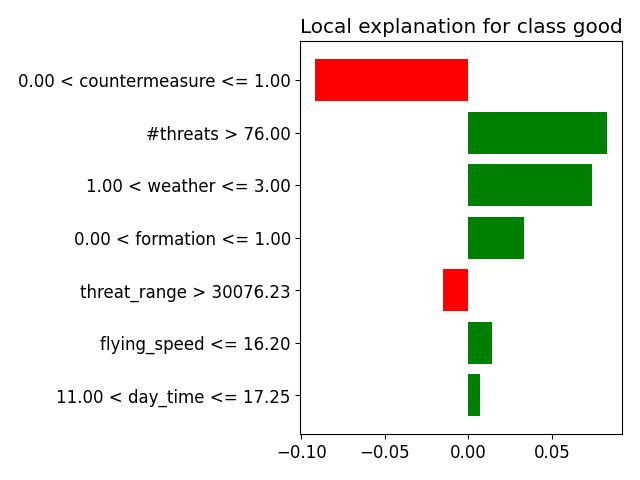 Local explanation for class good
0.00 < countermeasure <= 1.00
#threats > 76.00
1.00 < weather <= 3.00
0.00 < formation <= 1.00
threat_range > 30076.23
flying_speed <= 16.20
11.00 < day_time <= 17.25
−0.10 −0.05 0.00 0.05